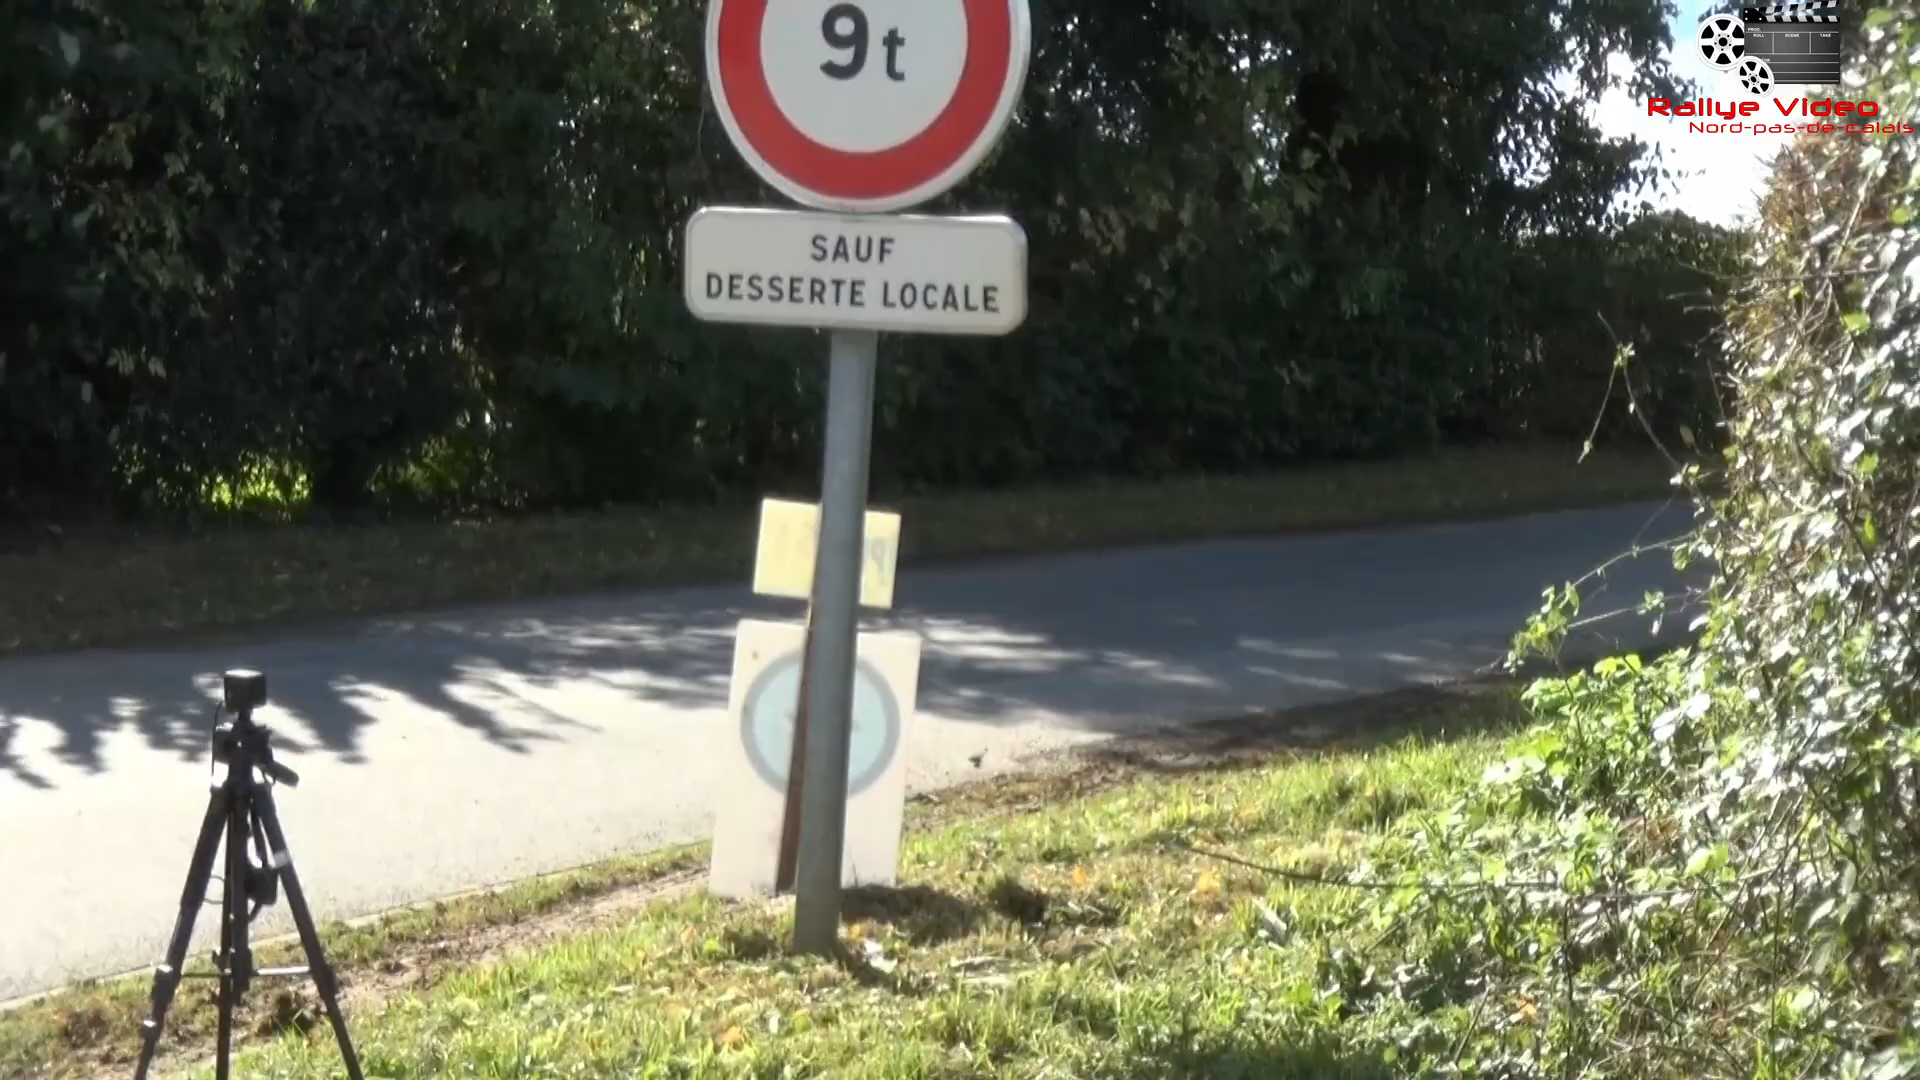 9t
SAUF
DESSERTE LOCALE
Rallye Video
Nord-pas-de-calais